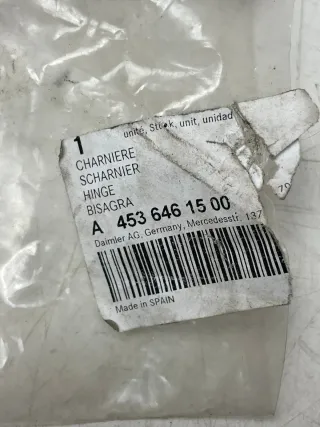 1 unité, Stück, unit, unidad
CHARNIERE
SCHARNIER
HINGE
BISAGRA
A 453 646 15 00
Daimler AG, Germany, Mercedesstr. 137
Made in SPAIN